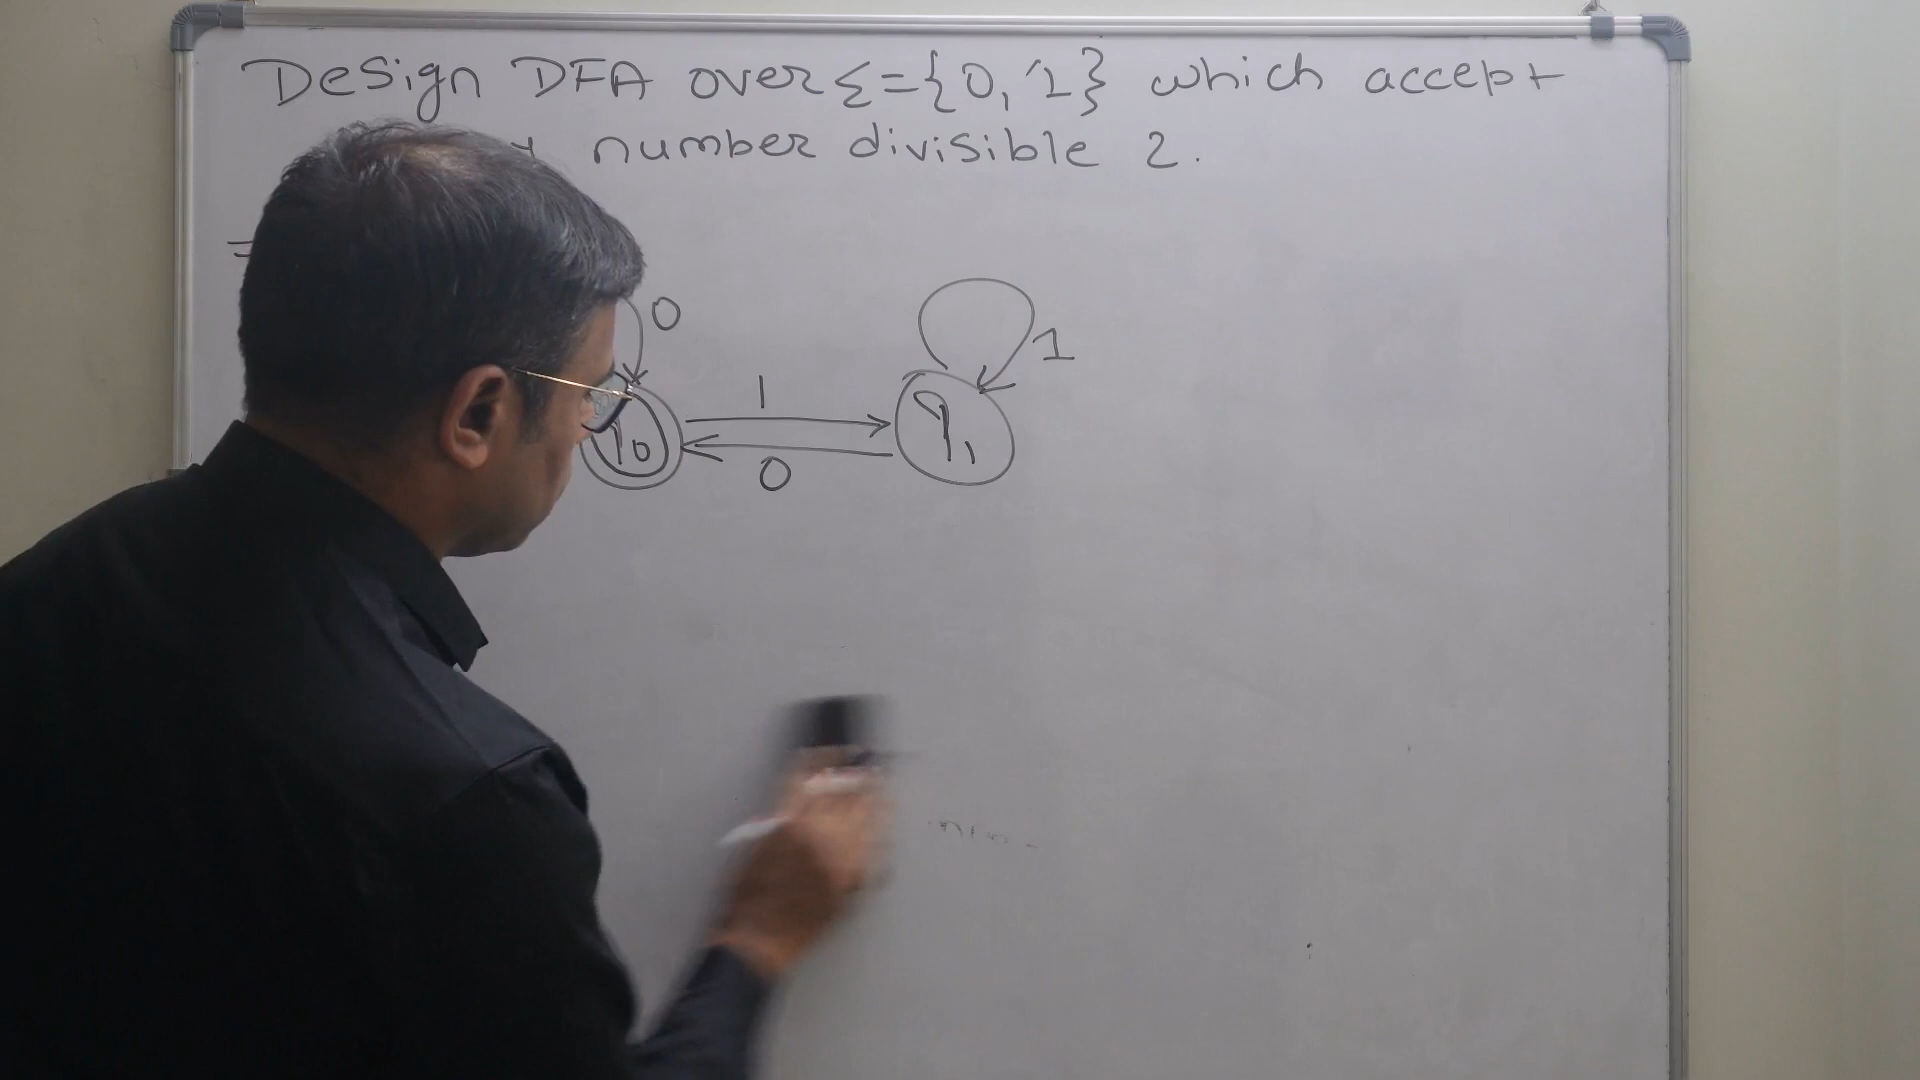 Design DFA over Σ={0,1} which accept
number divisible 2.
0
1
1
q0
q1
0